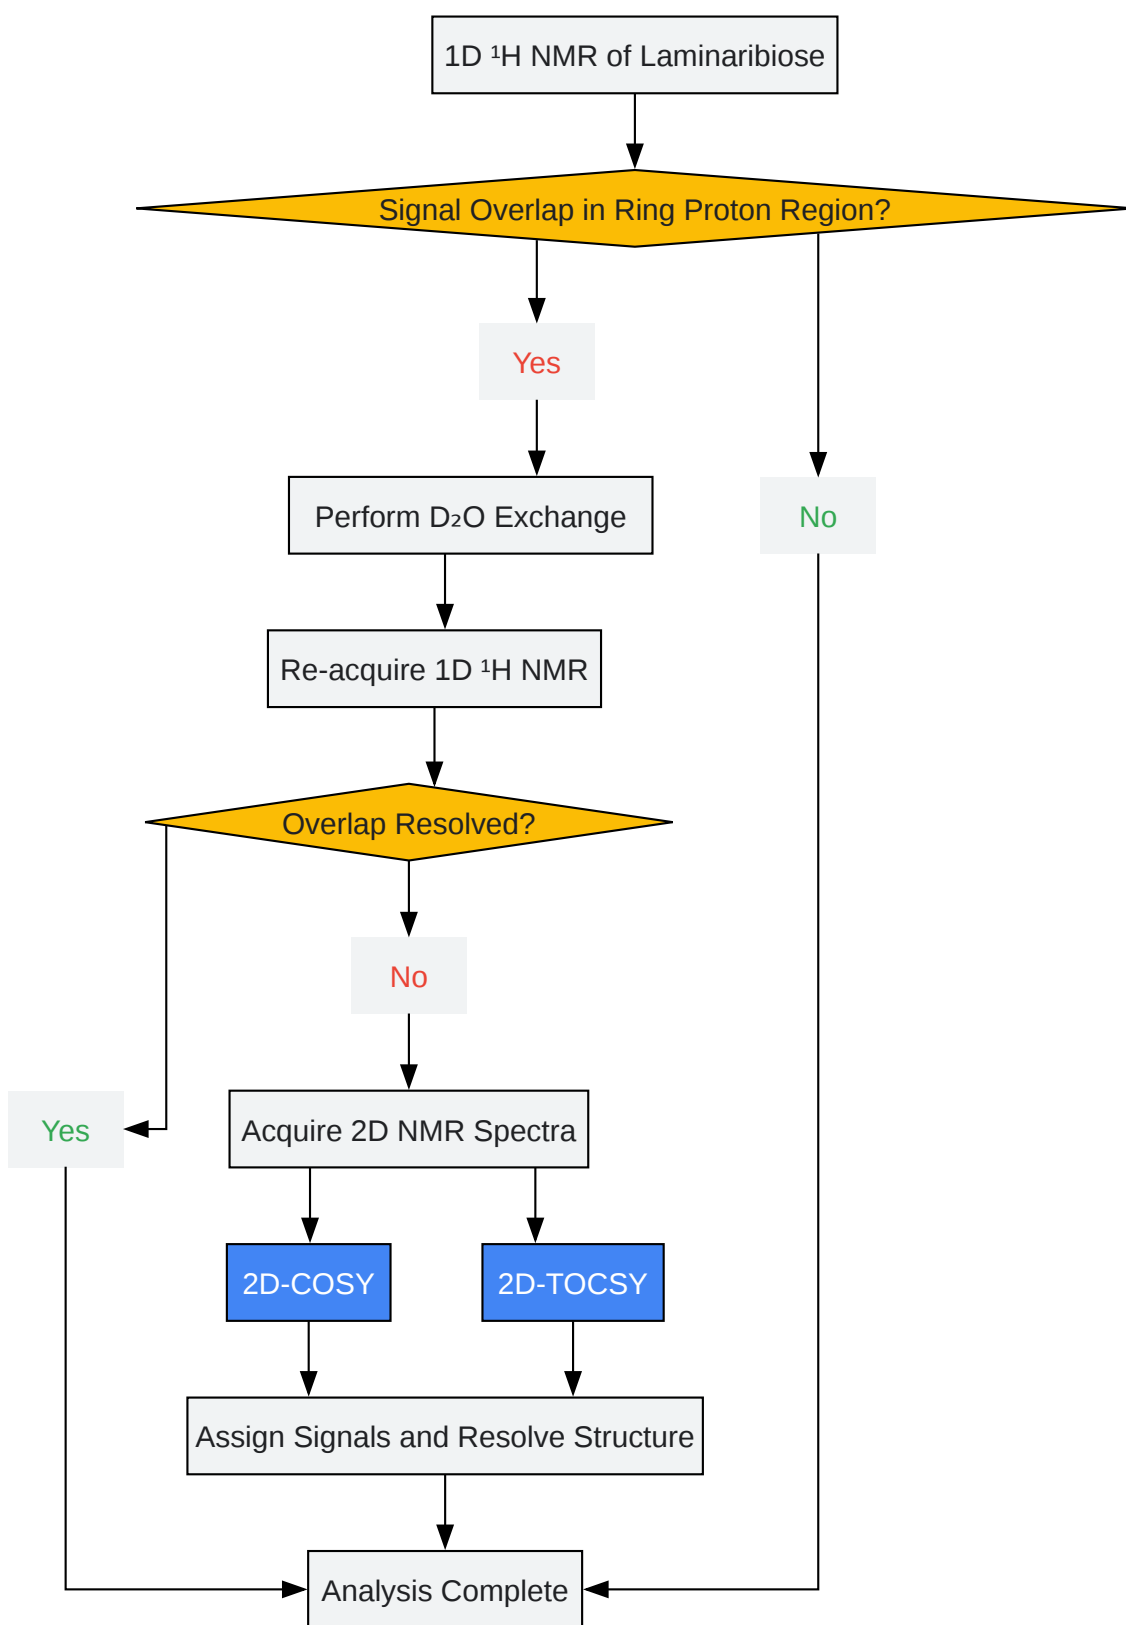 1D ¹H NMR of Laminaribiose
Signal Overlap in Ring Proton Region?
Yes
Perform D₂O Exchange
No
Re-acquire 1D ¹H NMR
Overlap Resolved?
No
Yes
Acquire 2D NMR Spectra
2D-COSY
2D-TOCSY
Assign Signals and Resolve Structure
Analysis Complete